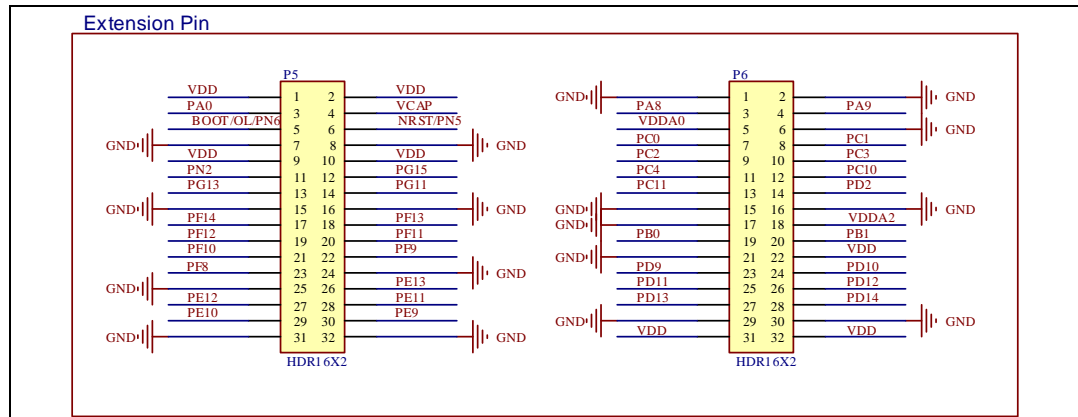 Extension Pin
P5
VDD 1 2 VDD
PA0 3 4 VCAP
BOOT/OL/PN6 5 6 NRST/PN5
GND 7 8 GND
VDD 9 10 VDD
PN2 11 12 PG15
PG13 13 14 PG11
GND 15 16 GND
PF14 17 18 PF13
PF12 19 20 PF11
PF10 21 22 PF9
PF8 23 24 GND
GND 25 26 PE13
PE12 27 28 PE11
PE10 29 30 PE9
GND 31 32 GND
HDR16X2
P6
GND 1 2 GND
PA8 3 4 PA9
VDDA0 5 6 GND
PC0 7 8 PC1
PC2 9 10 PC3
PC4 11 12 PC10
PC11 13 14 PD2
GND 15 16 GND
GND 17 18 VDDA2
PB0 19 20 PB1
GND 21 22 VDD
PD9 23 24 PD10
PD11 25 26 PD12
PD13 27 28 PD14
GND 29 30 GND
VDD 31 32 VDD
HDR16X2